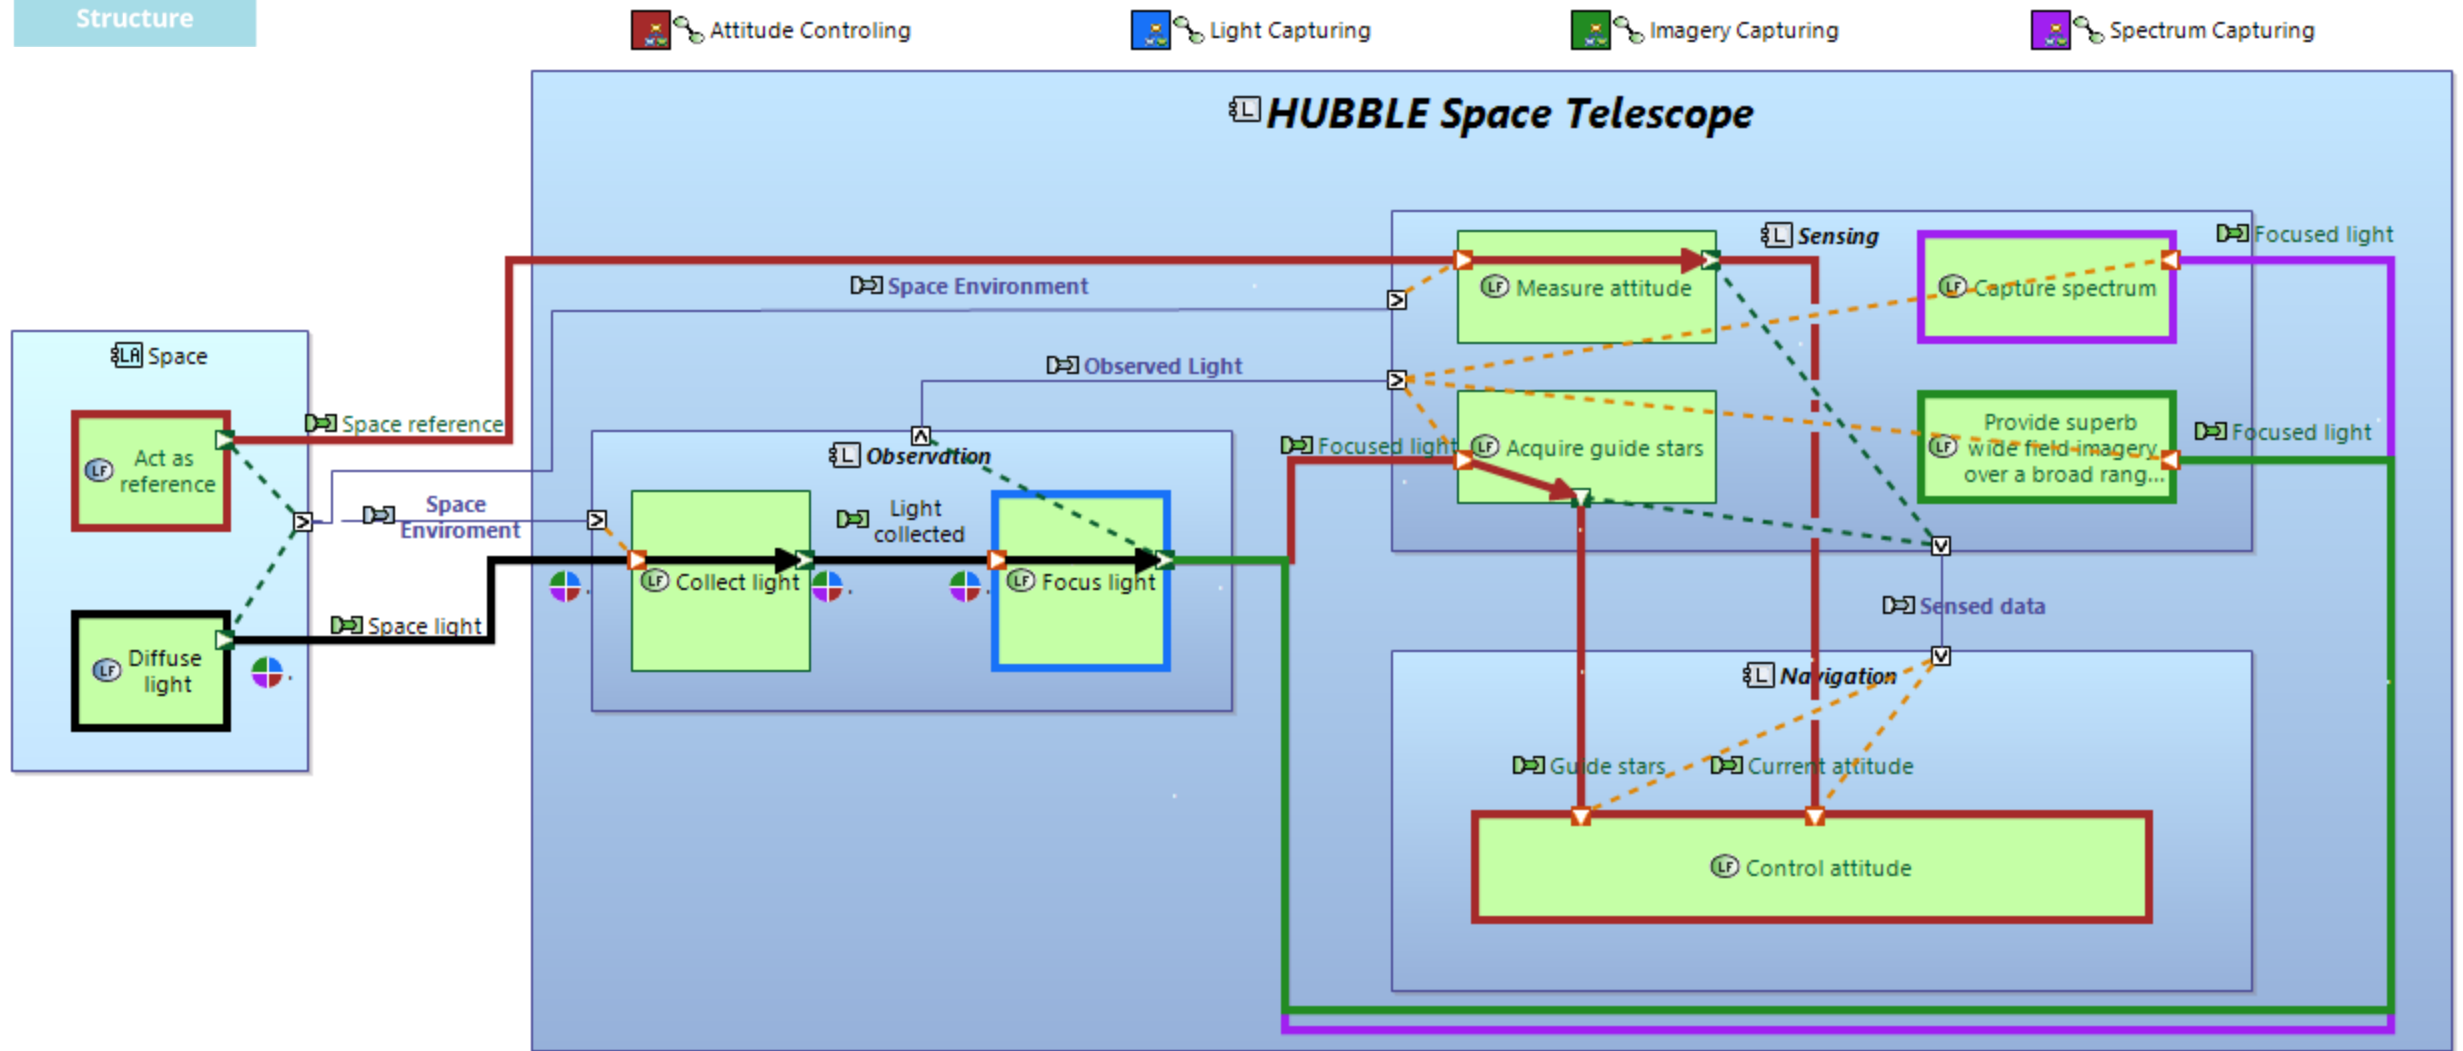 Structure
Attitude Controling
Light Capturing
Imagery Capturing
Spectrum Capturing
HUBBLE Space Telescope
Sensing
Focused light
Measure attitude
Capture spectrum
Space Environment
LA Space
Observed Light
Space reference
Act as
reference
Observation
Focused light
Acquire guide stars
Provide superb
wide field imagery
over a broad rang...
Focused light
Space
Enviroment
Light
collected
Collect light
Focus light
Space light
Diffuse
light
Sensed data
Navigation
Guide stars
Current attitude
Control attitude